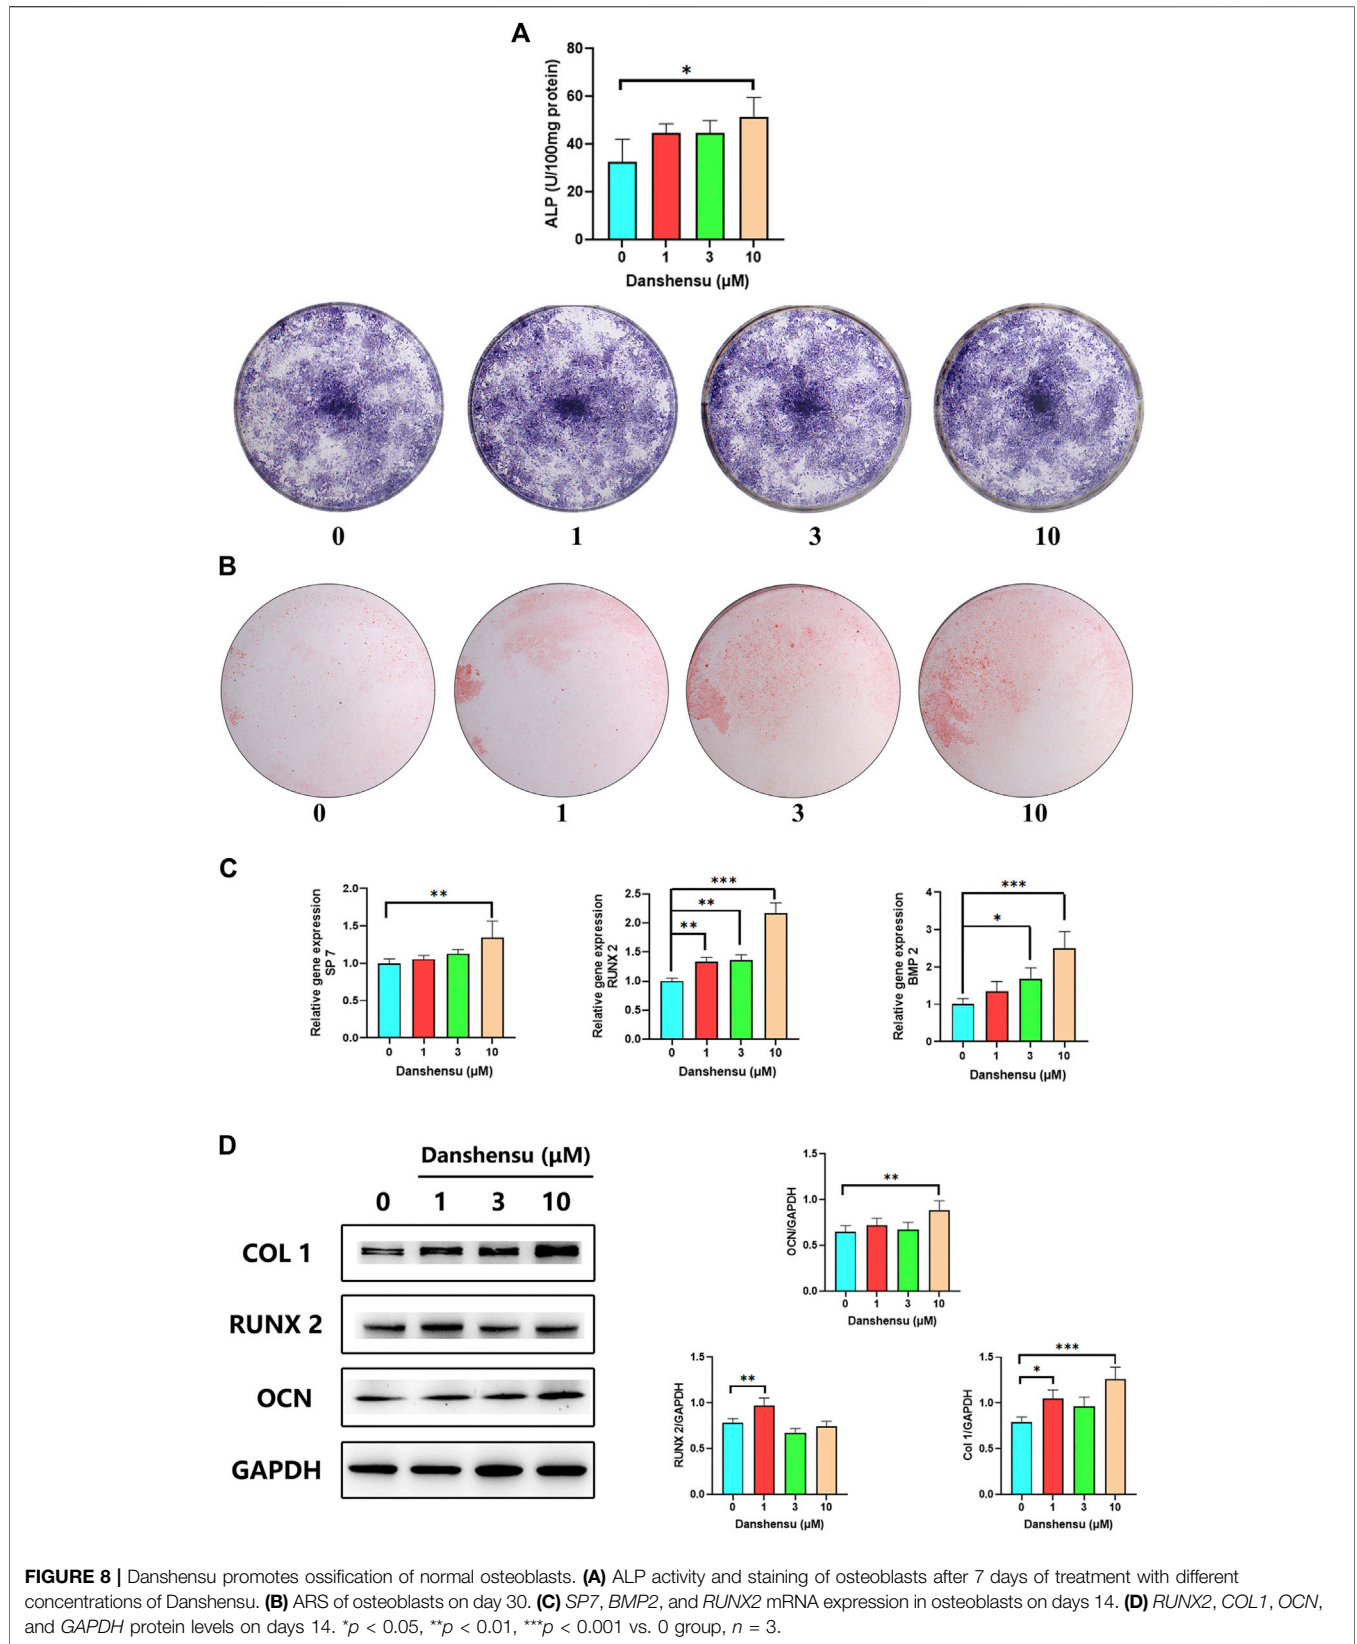 A
80
60
40
20
0
ALP (U/100mg protein)
*
0 1 3 10
Danshensu (µM)
0 1 3 10
B
0 1 3 10
C
Relative gene expression
SP 7
2.0
1.5
1.0
0.5
0.0
**
0 1 3 10
Danshensu (µM)
Relative gene expression
RUNX 2
2.5
2.0
1.5
1.0
0.5
0.0
***
**
**
0 1 3 10
Danshensu (µM)
Relative gene expression
BMP 2
4
3
2
1
0
***
*
0 1 3 10
Danshensu (µM)
D
Danshensu (µM)
0 1 3 10
COL 1
RUNX 2
OCN
GAPDH
OCN/GAPDH
1.5
1.0
0.5
0.0
**
0 1 3 10
Danshensu (µM)
RUNX 2/GAPDH
1.5
1.0
0.5
0.0
**
0 1 3 10
Danshensu (µM)
Col 1/GAPDH
1.5
1.0
0.5
0.0
***
*
0 1 3 10
Danshensu (µM)
FIGURE 8 | Danshensu promotes ossification of normal osteoblasts. (A) ALP activity and staining of osteoblasts after 7 days of treatment with different
concentrations of Danshensu. (B) ARS of osteoblasts on day 30. (C) SP7, BMP2, and RUNX2 mRNA expression in osteoblasts on days 14. (D) RUNX2, COL1, OCN,
and GAPDH protein levels on days 14. *p < 0.05, **p < 0.01, ***p < 0.001 vs. 0 group, n = 3.